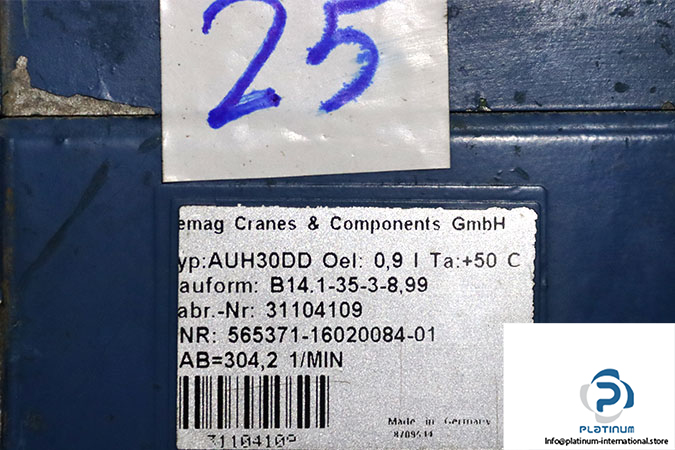 25
emag Cranes & Components GmbH
yp:AUH30DD Oel: 0,9 l Ta:+50 C
auform: B14.1-35-3-8,99
abr.-Nr: 31104109
NR: 565371-16020084-01
AB=304,2 1/MIN
31104109
Made in Germany
PLATINUM
Info@platinum-international.store